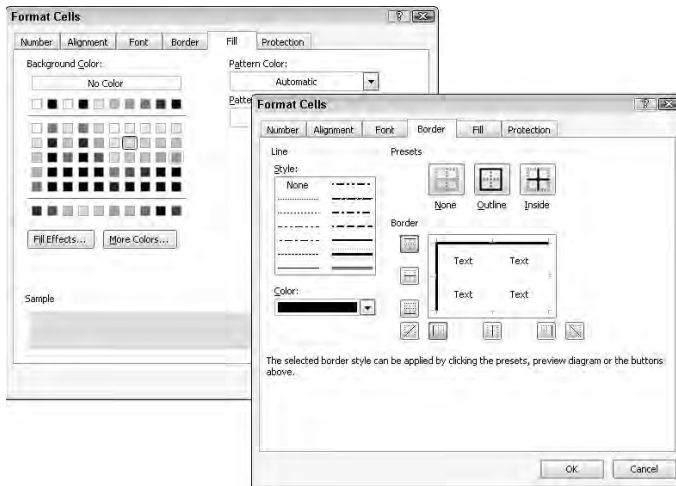 Format Cells
Number Alignment Font Border Fill Protection
Background Color:
No Color
Fill Effects...
More Colors...
Sample
Pattern Color:
Automatic
Patte
Format Cells
Number Alignment Font Border Fill Protection
Line
Style:
None
Color:
Presets
None Outline Inside
Border
Text Text
Text Text
The selected border style can be applied by clicking the presets, preview diagram or the buttons
above.
OK Cancel